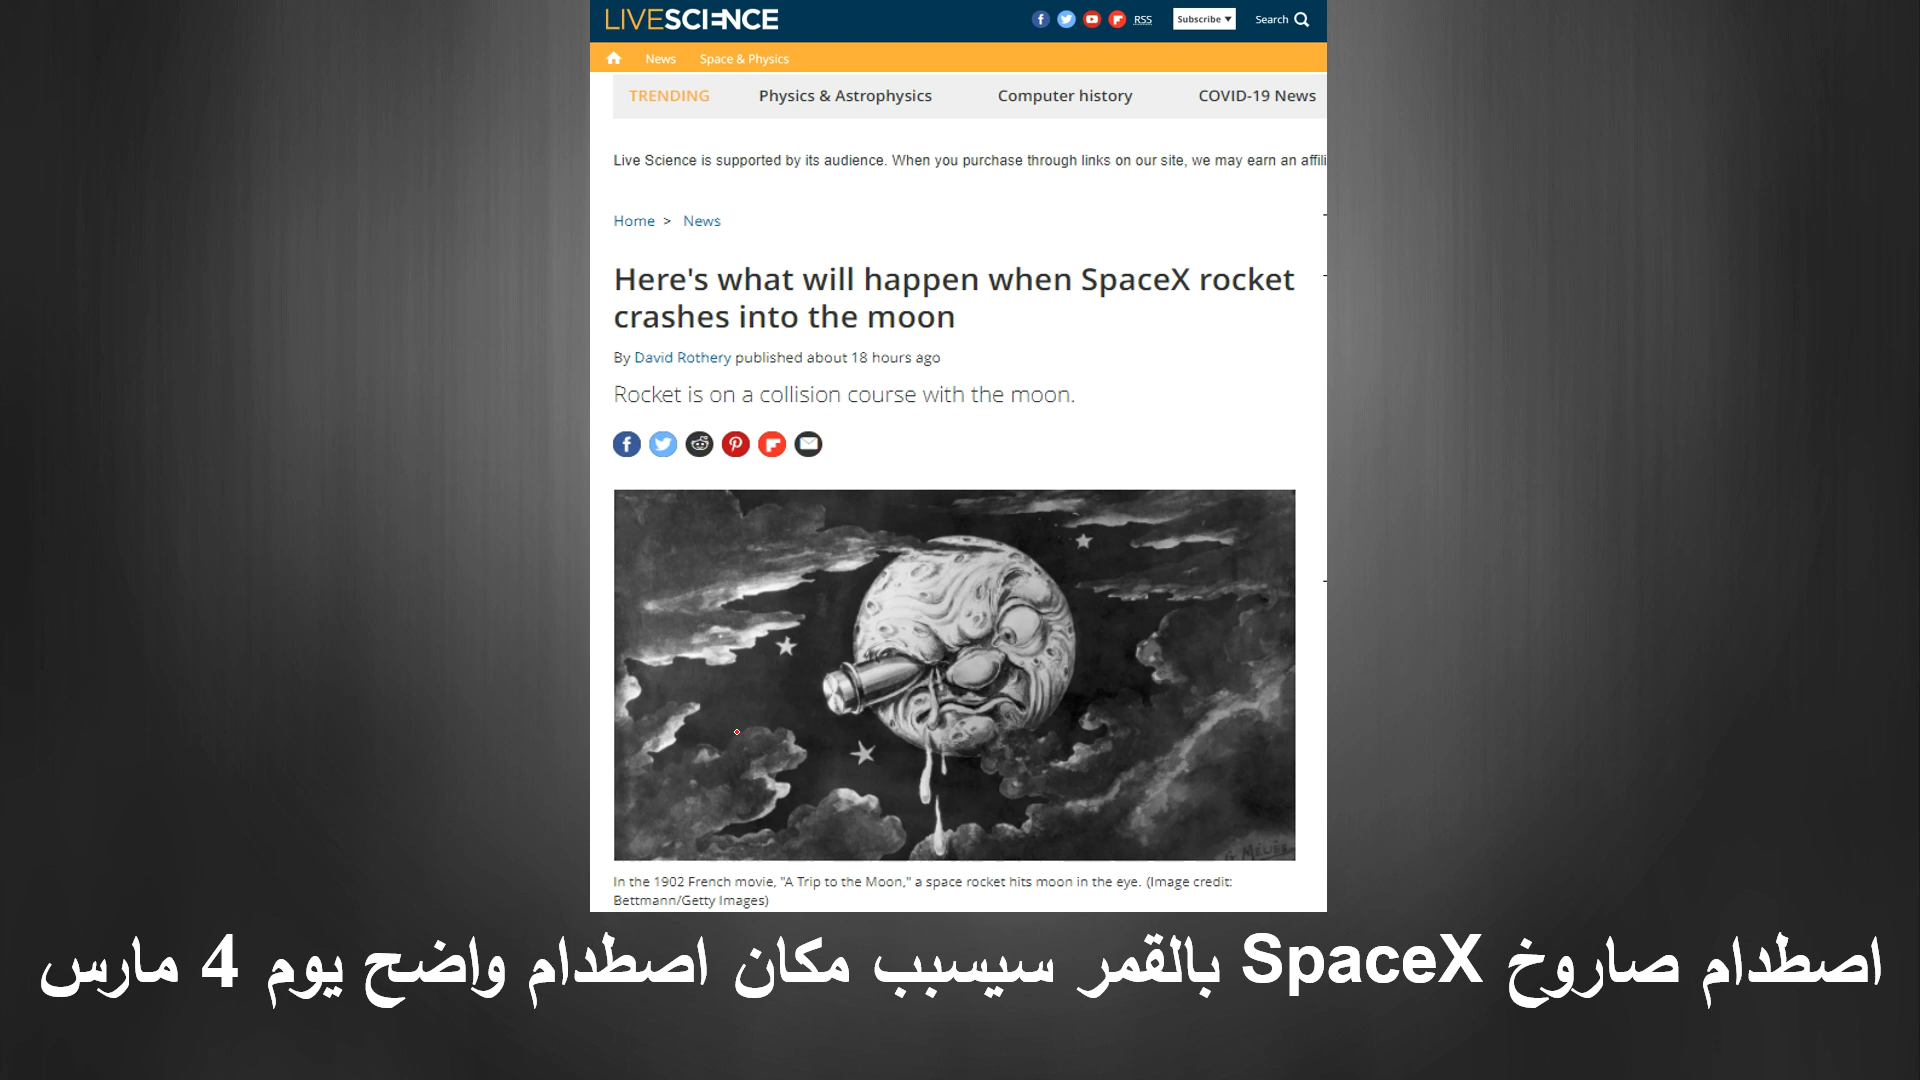 LIVESCIENCE
RSS
Subscribe ▼
Search
News
Space & Physics
TRENDING
Physics & Astrophysics
Computer history
COVID-19 News
Live Science is supported by its audience. When you purchase through links on our site, we may earn an affili
Home > News
Here's what will happen when SpaceX rocket
crashes into the moon
By David Rothery published about 18 hours ago
Rocket is on a collision course with the moon.
G. MÉLIÈS
In the 1902 French movie, "A Trip to the Moon," a space rocket hits moon in the eye. (Image credit:
Bettmann/Getty Images)
اصطدام صاروخ SpaceX بالقمر سيسبب مكان اصطدام واضح يوم 4 مارس